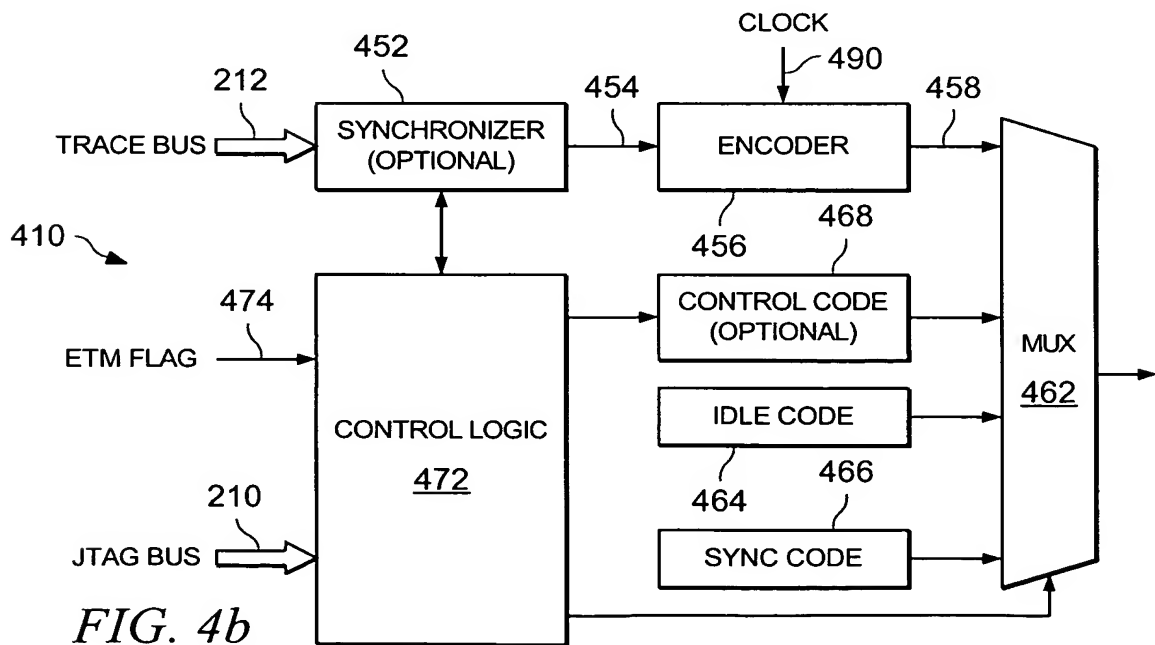 CLOCK
452
490
212
454
458
TRACE BUS
SYNCHRONIZER
(OPTIONAL)
ENCODER
410
456
468
474
CONTROL CODE
(OPTIONAL)
ETM FLAG
MUX
462
IDLE CODE
CONTROL LOGIC
472
464
466
210
JTAG BUS
SYNC CODE
FIG. 4b